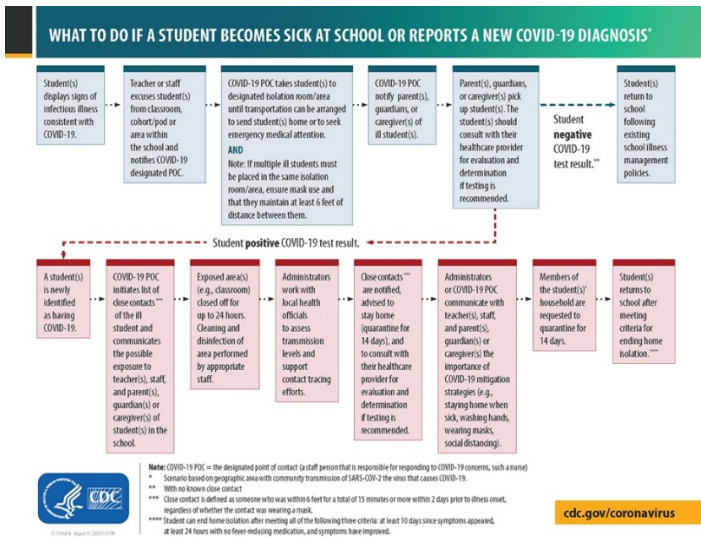 WHAT TO DO IF A STUDENT BECOMES SICK AT SCHOOL OR REPORTS A NEW COVID-19 DIAGNOSIS*
Student(s)
displays signs of
infectious illness
consistent with
COVID-19.
Teacher or staff
excuses student(s)
from classroom,
cohort/pod or
area within
the school and
notifies COVID-19
designated POC.
COVID-19 POC takes student(s) to
designated isolation room/area
until transportation can be arranged
to send student(s) home or to seek
emergency medical attention.
AND
Note: If multiple ill students must
be placed in the same isolation
room/area, ensure mask use and
that they maintain at least 6 feet of
distance between them.
COVID-19 POC
notify parent(s),
guardians, or
caregiver(s) of
ill student(s).
Parent(s), guardians,
or caregiver(s) pick
up student(s). The
student(s) should
consult with their
healthcare provider
for evaluation and
determination
if testing is
recommended.
Student
negative
COVID-19
test result.**
Student(s)
return to
school
following
existing
school illness
management
policies.
Student positive COVID-19 test result.
A student(s)
is newly
identified
as having
COVID-19.
COVID-19 POC
initiates list of
close contacts***
of the ill
student and
communicates
the possible
exposure to
teacher(s), staff,
and parent(s),
guardian(s) or
caregiver(s) of
student(s) in the
school.
Exposed area(s)
(e.g., classroom)
closed off for
up to 24 hours.
Cleaning and
disinfection of
area performed
by appropriate
staff.
Administrators
work with
local health
officials
to assess
transmission
levels and
support
contact tracing
efforts.
Close contacts***
are notified,
advised to
stay home
(quarantine for
14 days), and
to consult with
their healthcare
provider for
evaluation and
determination
if testing is
recommended.
Administrators
or COVID-19 POC
communicate with
teacher(s), staff,
and parent(s),
guardian(s) or
caregiver(s) the
importance of
COVID-19 mitigation
strategies (e.g.,
staying home when
sick, washing hands,
wearing masks,
social distancing).
Members of
the student(s)'
household are
requested to
quarantine for
14 days.
Student(s)
returns to
school after
meeting
criteria for
ending home
isolation.****
Note: COVID-19 POC = the designated point of contact (a staff person that is responsible for responding to COVID-19 concerns, such a nurse)
* Scenario based on geographic area with community transmission of SARS-COV-2 the virus that causes COVID-19.
** With no known close contact
*** Close contact is defined as someone who was within 6 feet for a total of 15 minutes or more within 2 days prior to illness onset,
regardless of whether the contact was wearing a mask.
**** Student can end home isolation after meeting all of the following three criteria: at least 10 days since symptoms appeared,
at least 24 hours with no fever-reducing medication, and symptoms have improved.
CDC
cdc.gov/coronavirus